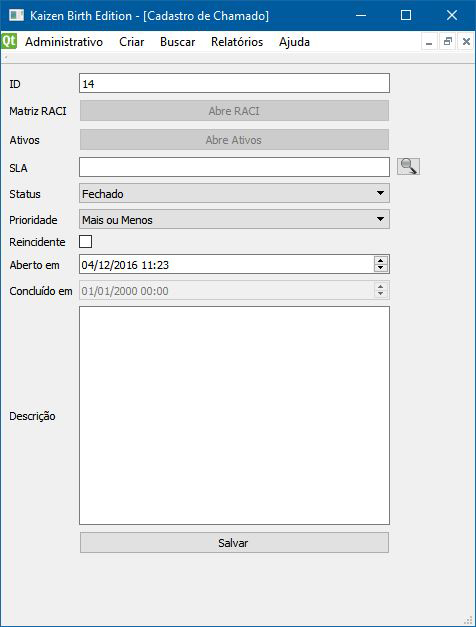 Kaizen Birth Edition - [Cadastro de Chamado]
Qt Administrativo Criar Buscar Relatórios Ajuda
ID 14
Matriz RACI Abre RACI
Ativos Abre Ativos
SLA
Status Fechado
Prioridade Mais ou Menos
Reincidente
Aberto em 04/12/2016 11:23
Concluído em 01/01/2000 00:00
Descrição
Salvar